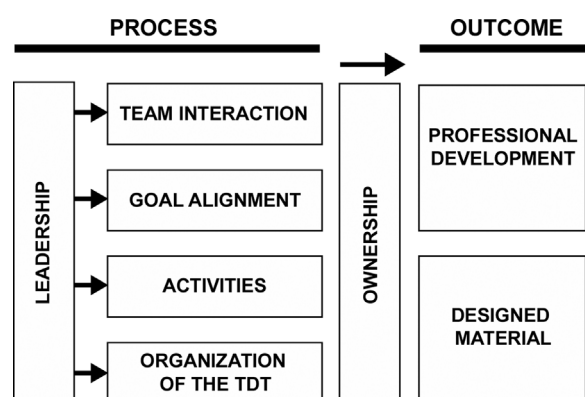 PROCESS
OUTCOME
LEADERSHIP
TEAM INTERACTION
GOAL ALIGNMENT
ACTIVITIES
ORGANIZATION
OF THE TDT
OWNERSHIP
PROFESSIONAL
DEVELOPMENT
DESIGNED
MATERIAL